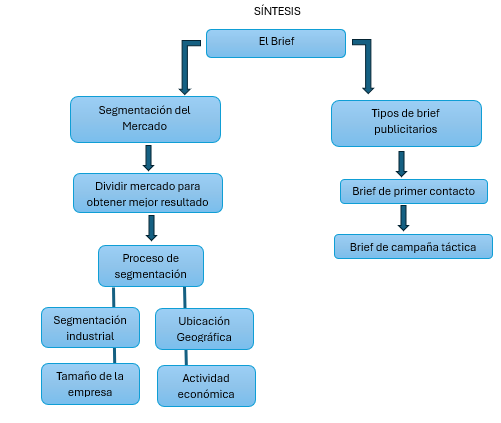 SÍNTESIS
El Brief
Segmentación del
Mercado
Tipos de brief
publicitarios
Dividir mercado para
obtener mejor resultado
Brief de primer contacto
Brief de campaña táctica
Proceso de
segmentación
Segmentación
industrial
Ubicación
Geográfica
Tamaño de la
empresa
Actividad
económica